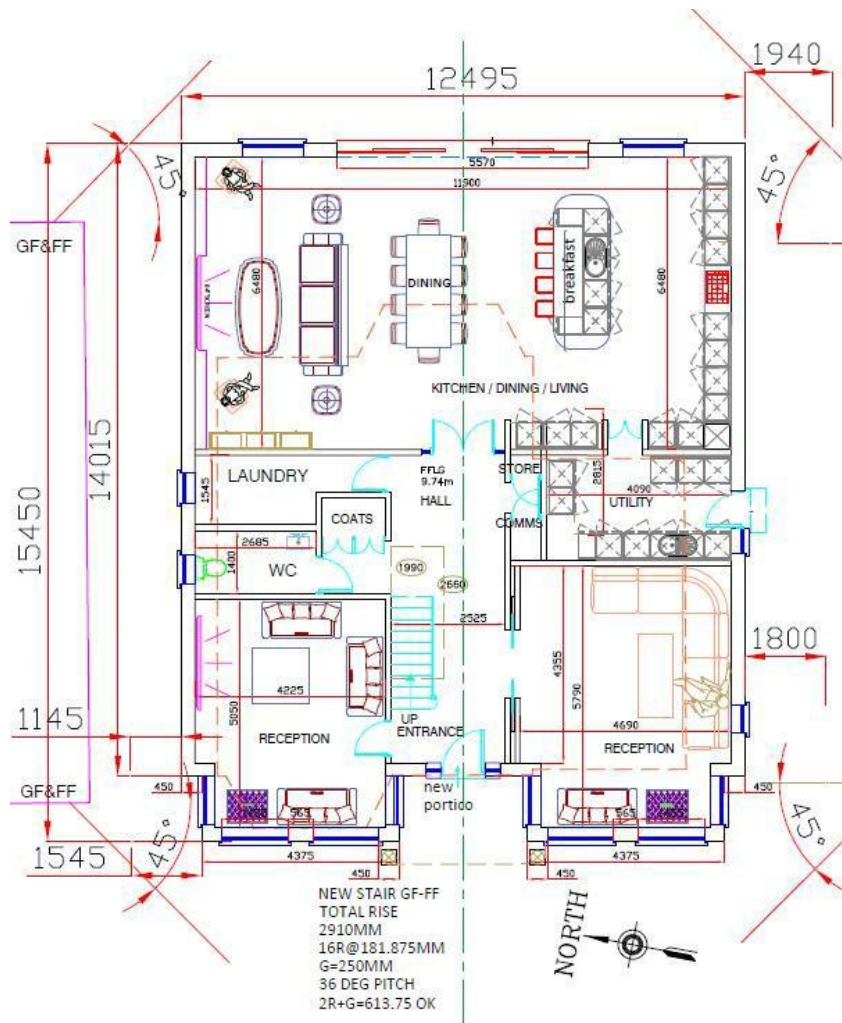 1940
12495
45°
45°
5570
11900
GF&FF
6480
DINING
breakfast
6480
KITCHEN / DINING / LIVING
14015
15450
LAUNDRY
FFLG
9.74m
HALL
STORE
2815
1545
4090
COATS
COMMS
UTILITY
2685
1400
WC
1990
2660
2525
1800
4355
5790
4225
5050
4690
1145
UP
ENTRANCE
RECEPTION
RECEPTION
GF&FF
450
new
portico
450
565
565
1545
45°
45°
4375
4375
450
450
NEW STAIR GF-FF
TOTAL RISE
2910MM
16R@181.875MM
G=250MM
36 DEG PITCH
2R+G=613.75 OK
NORTH